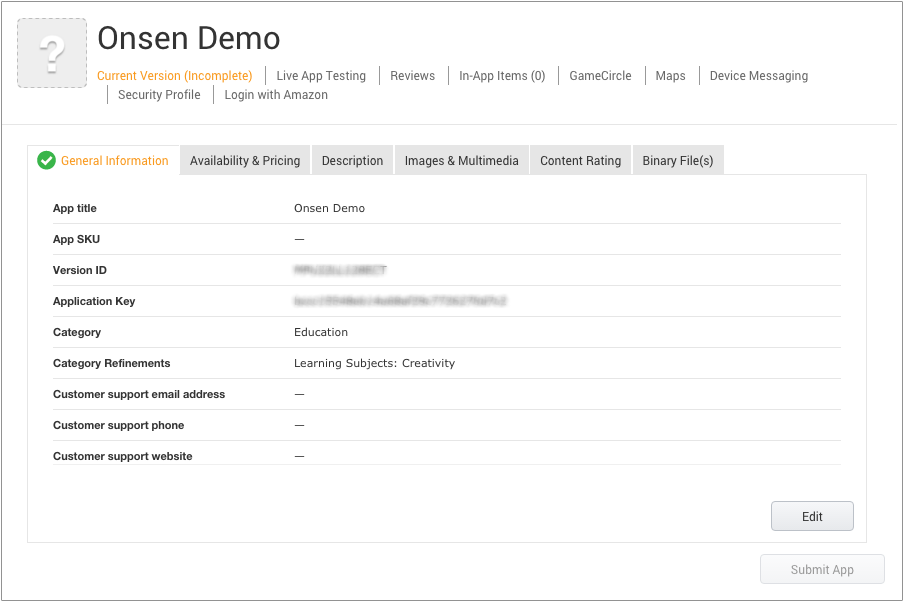 ?
Onsen Demo
Current Version (Incomplete) Live App Testing Reviews In-App Items (0) GameCircle Maps Device Messaging
Security Profile Login with Amazon
General Information Availability & Pricing Description Images & Multimedia Content Rating Binary File(s)
App title Onsen Demo
App SKU —
Version ID
Application Key
Category Education
Category Refinements Learning Subjects: Creativity
Customer support email address —
Customer support phone —
Customer support website —
Edit
Submit App